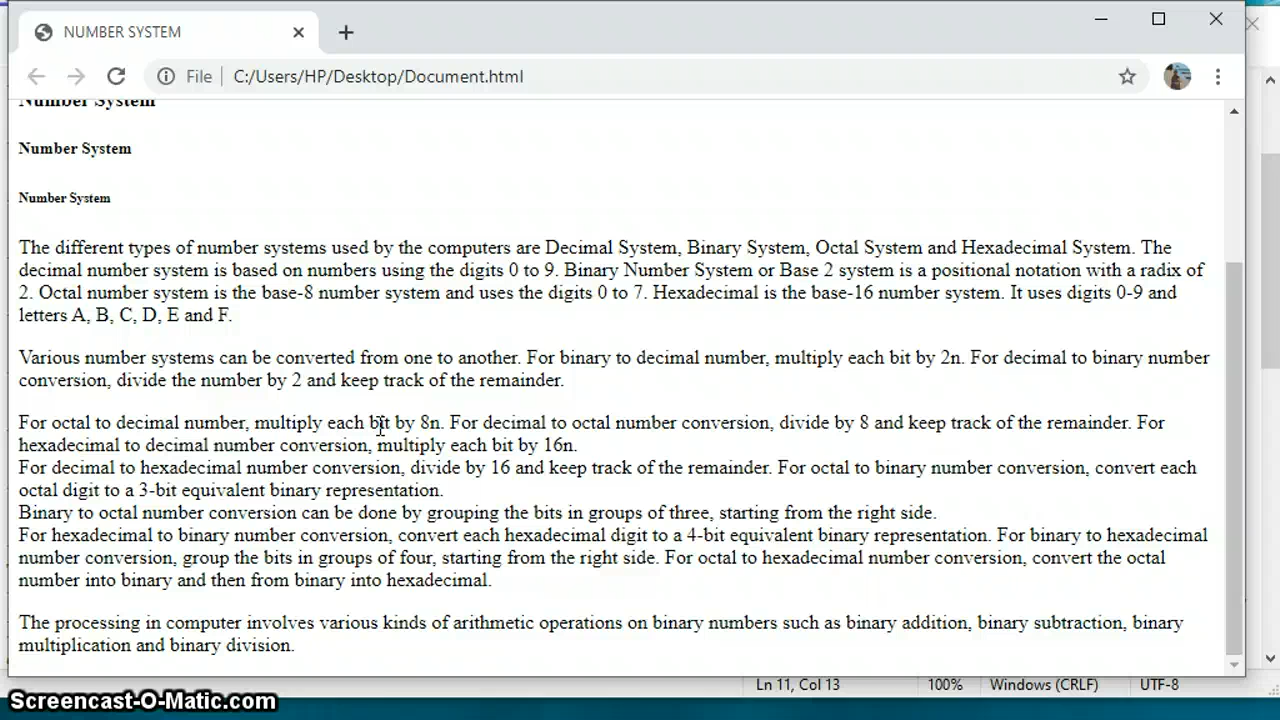 NUMBER SYSTEM
File C:/Users/HP/Desktop/Document.html
Number System
Number System
Number System
The different types of number systems used by the computers are Decimal System, Binary System, Octal System and Hexadecimal System. The
decimal number system is based on numbers using the digits 0 to 9. Binary Number System or Base 2 system is a positional notation with a radix of
2. Octal number system is the base-8 number system and uses the digits 0 to 7. Hexadecimal is the base-16 number system. It uses digits 0-9 and
letters A, B, C, D, E and F.
Various number systems can be converted from one to another. For binary to decimal number, multiply each bit by 2n. For decimal to binary number
conversion, divide the number by 2 and keep track of the remainder.
For octal to decimal number, multiply each bit by 8n. For decimal to octal number conversion, divide by 8 and keep track of the remainder. For
hexadecimal to decimal number conversion, multiply each bit by 16n.
For decimal to hexadecimal number conversion, divide by 16 and keep track of the remainder. For octal to binary number conversion, convert each
octal digit to a 3-bit equivalent binary representation.
Binary to octal number conversion can be done by grouping the bits in groups of three, starting from the right side.
For hexadecimal to binary number conversion, convert each hexadecimal digit to a 4-bit equivalent binary representation. For binary to hexadecimal
number conversion, group the bits in groups of four, starting from the right side. For octal to hexadecimal number conversion, convert the octal
number into binary and then from binary into hexadecimal.
The processing in computer involves various kinds of arithmetic operations on binary numbers such as binary addition, binary subtraction, binary
multiplication and binary division.
Ln 11, Col 13 100% Windows (CRLF) UTF-8
Screencast-O-Matic.com